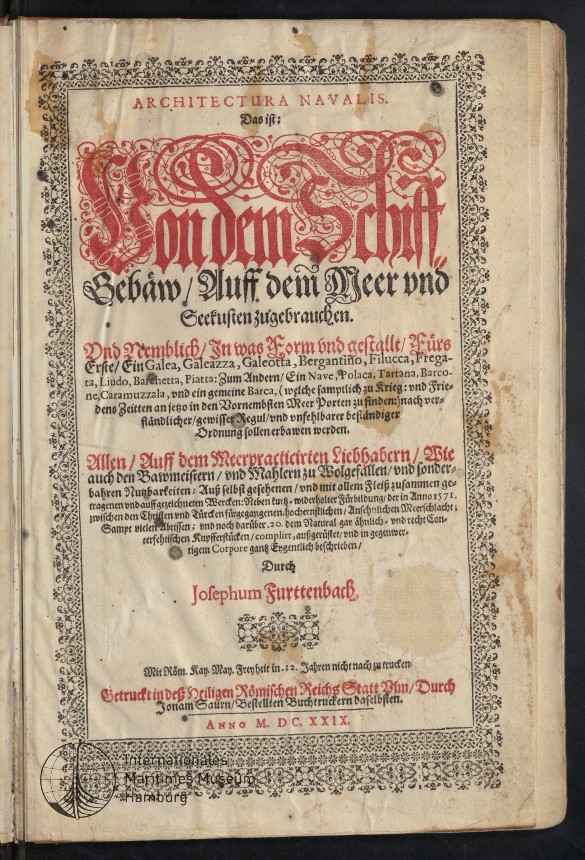 ARCHITECTURA NAVALIS.
Das ist:
Von dem Schiff-
Gebäw / Auff dem Meer vnd
Seekusten zugebrauchen.
Vnd Nemblich / In was Form vnd gestallt / Fürs
Erste / Ein Galea, Galeazza, Galeotta, Bergantino, Filucca, Frega-
ta, Liudo, Barchetta, Piatta: Zum Andern / Ein Nave, Polaca, Tartana, Barco-
ne, Caramuzzala, vnd ein gemeine Barca, (welche samptlich zu Krieg: vnd Frie-
dens Zeitten an jetzo in den Vornembsten Meer Porten zu finden:) nach ver-
ständlicher / gewisser Regul / vnd vnfehlbarer beständiger
Ordnung sollen erbawen werden.
Allen / Auff dem Meer practicirten Liebhabern / Wie
auch den Bawmeistern / vnd Mahlern zu Wolgefallen / vnd sonder-
bahren Nutzbarkeiten; Auß selbst gesehenen / vnd mit allem Fleiß zusammen ge-
tragenen vnd auffgezeichneten Wercken: Neben kurtz-widerholter Fürbildung / der in Anno 1571.
zwischen den Christen vnd Türcken fürgegangenen / hochernstlichen / Ansehnlichen Meerschlacht;
Sampt vilen Abrissen: vnd noch darüber .20. dem Natural gar ähnlich- vnd recht Con-
terfehtischen Kupfferstücken / complirt, außgerüstet / vnd in gegenwer-
tigem Corpore gantz Eygentlich beschrieben /
Durch
Josephum Furttenbach.
Mit Röm. Kay. May. Freyheit in .12. Jahren nicht nach zu trucken
Getruckt in deß Heiligen Römischen Reichs Statt Vlm / Durch
Jonam Saurn / Bestellten Buchtruckern daselbsten.
ANNO M. DC. XXIX.
Internationales
Maritimes Museum
Hamburg